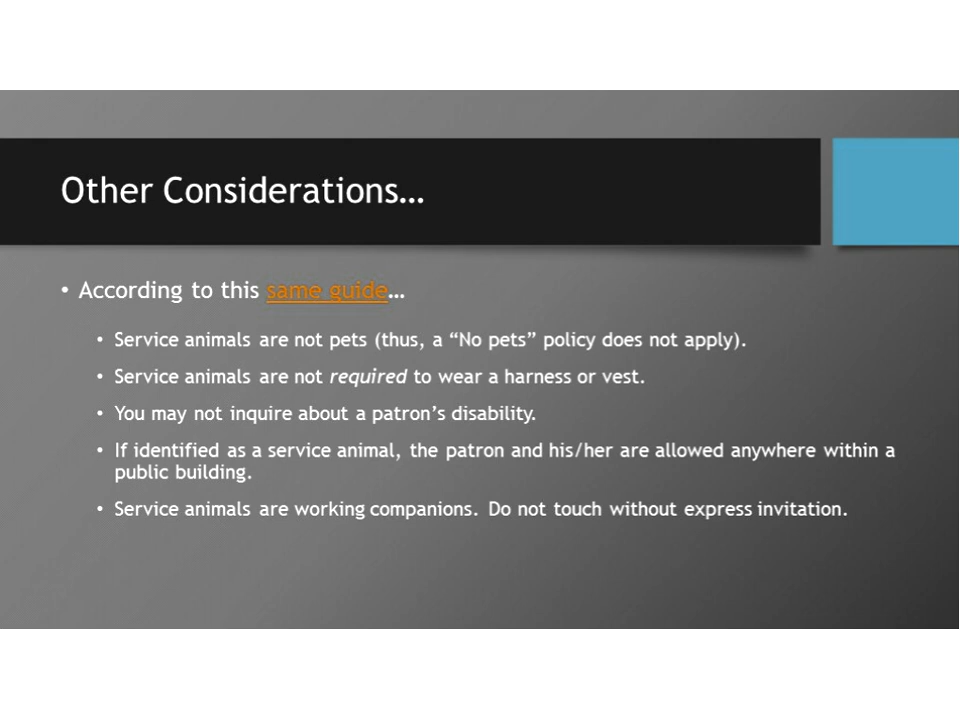 Other Considerations…
• According to this same guide…
• Service animals are not pets (thus, a “No pets” policy does not apply).
• Service animals are not required to wear a harness or vest.
• You may not inquire about a patron’s disability.
• If identified as a service animal, the patron and his/her are allowed anywhere within a
public building.
• Service animals are working companions. Do not touch without express invitation.